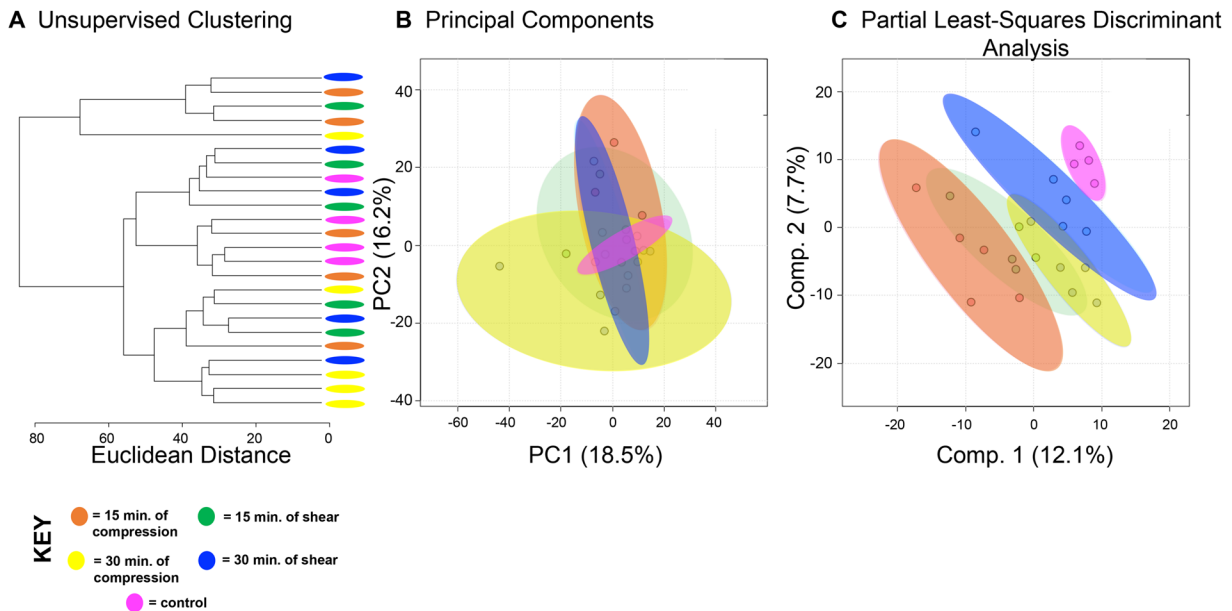 A Unsupervised Clustering
80
60
40
20
0
Euclidean Distance
B Principal Components
40
20
0
-20
-40
PC2 (16.2%)
-60
-40
-20
0
20
40
PC1 (18.5%)
C Partial Least-Squares Discriminant
Analysis
20
10
0
-10
-20
Comp. 2 (7.7%)
-20
-10
0
10
Comp. 1 (12.1%)
KEY
= 15 min. of
compression
= 15 min. of shear
= 30 min. of
compression
= 30 min. of shear
= control